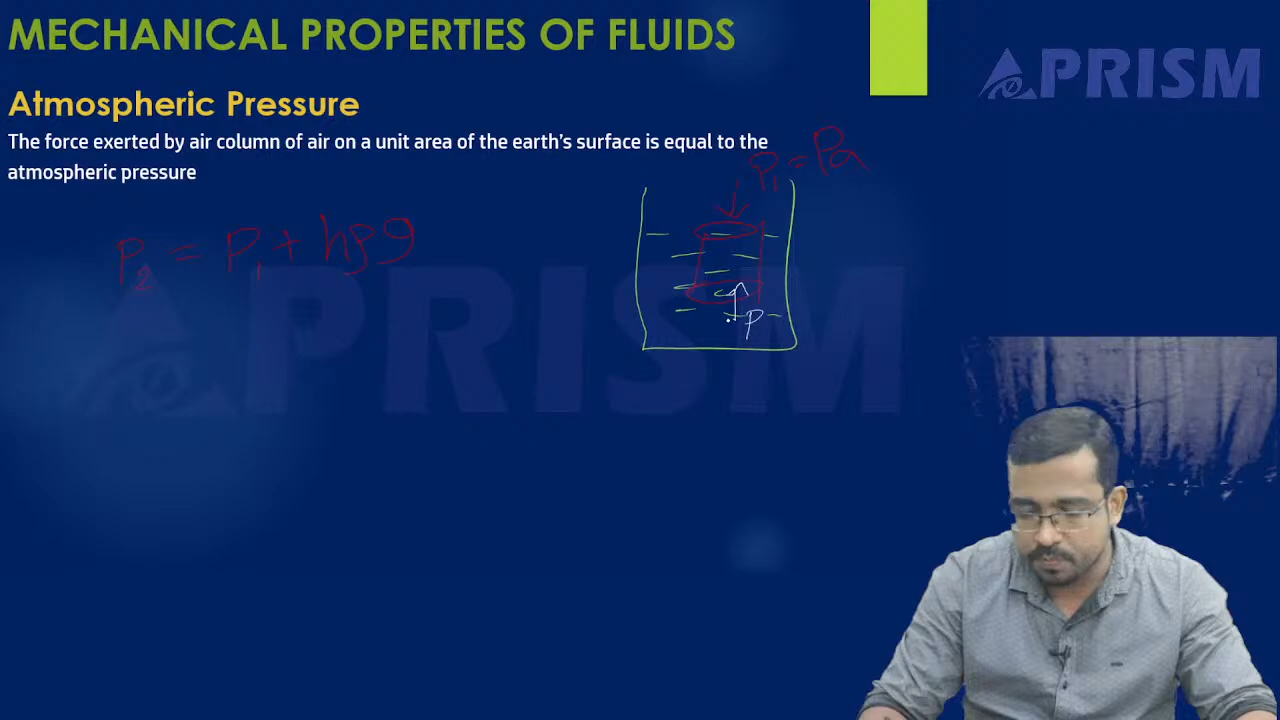 MECHANICAL PROPERTIES OF FLUIDS
PRISM
Atmospheric Pressure
The force exerted by air column of air on a unit area of the earth's surface is equal to the
atmospheric pressure
P₁ = Pa
P₂ = P₁ + hρg
P
PRISM